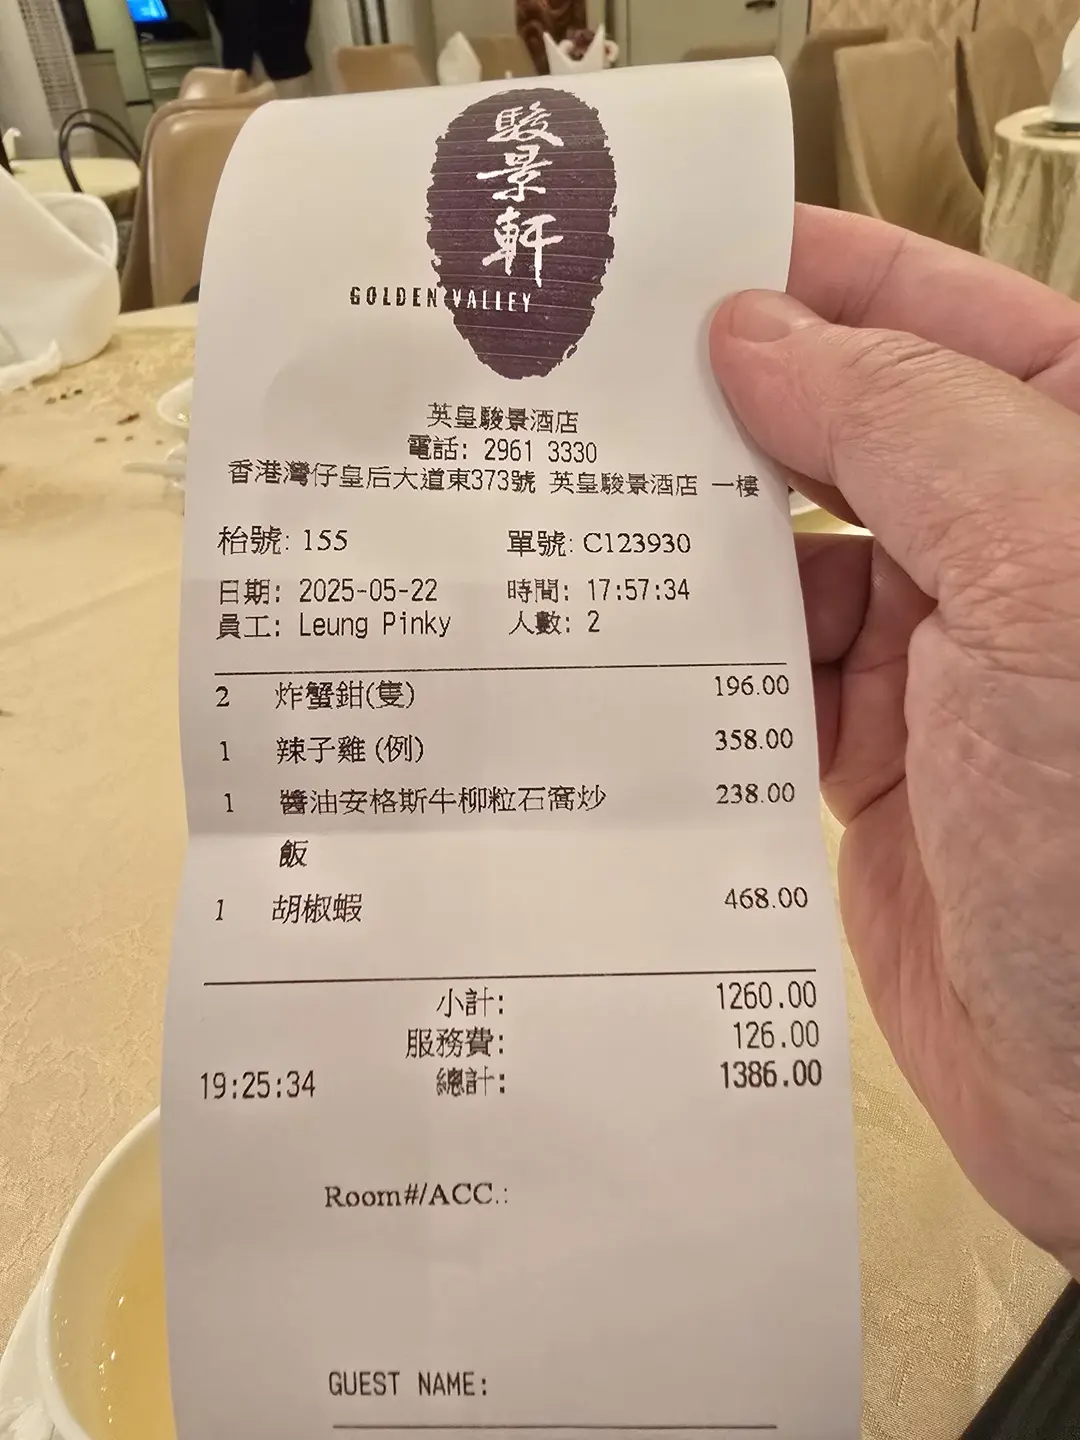 駿景軒
GOLDEN VALLEY
英皇駿景酒店
電話: 2961 3330
香港灣仔皇后大道東373號 英皇駿景酒店 一樓
枱號: 155 單號: C123930
日期: 2025-05-22 時間: 17:57:34
員工: Leung Pinky 人數: 2
2 炸蟹鉗(隻) 196.00
1 辣子雞 (例) 358.00
1 醬油安格斯牛柳粒石窩炒 238.00
飯
1 胡椒蝦 468.00
小計: 1260.00
服務費: 126.00
19:25:34 總計: 1386.00
Room#/ACC.:
GUEST NAME: